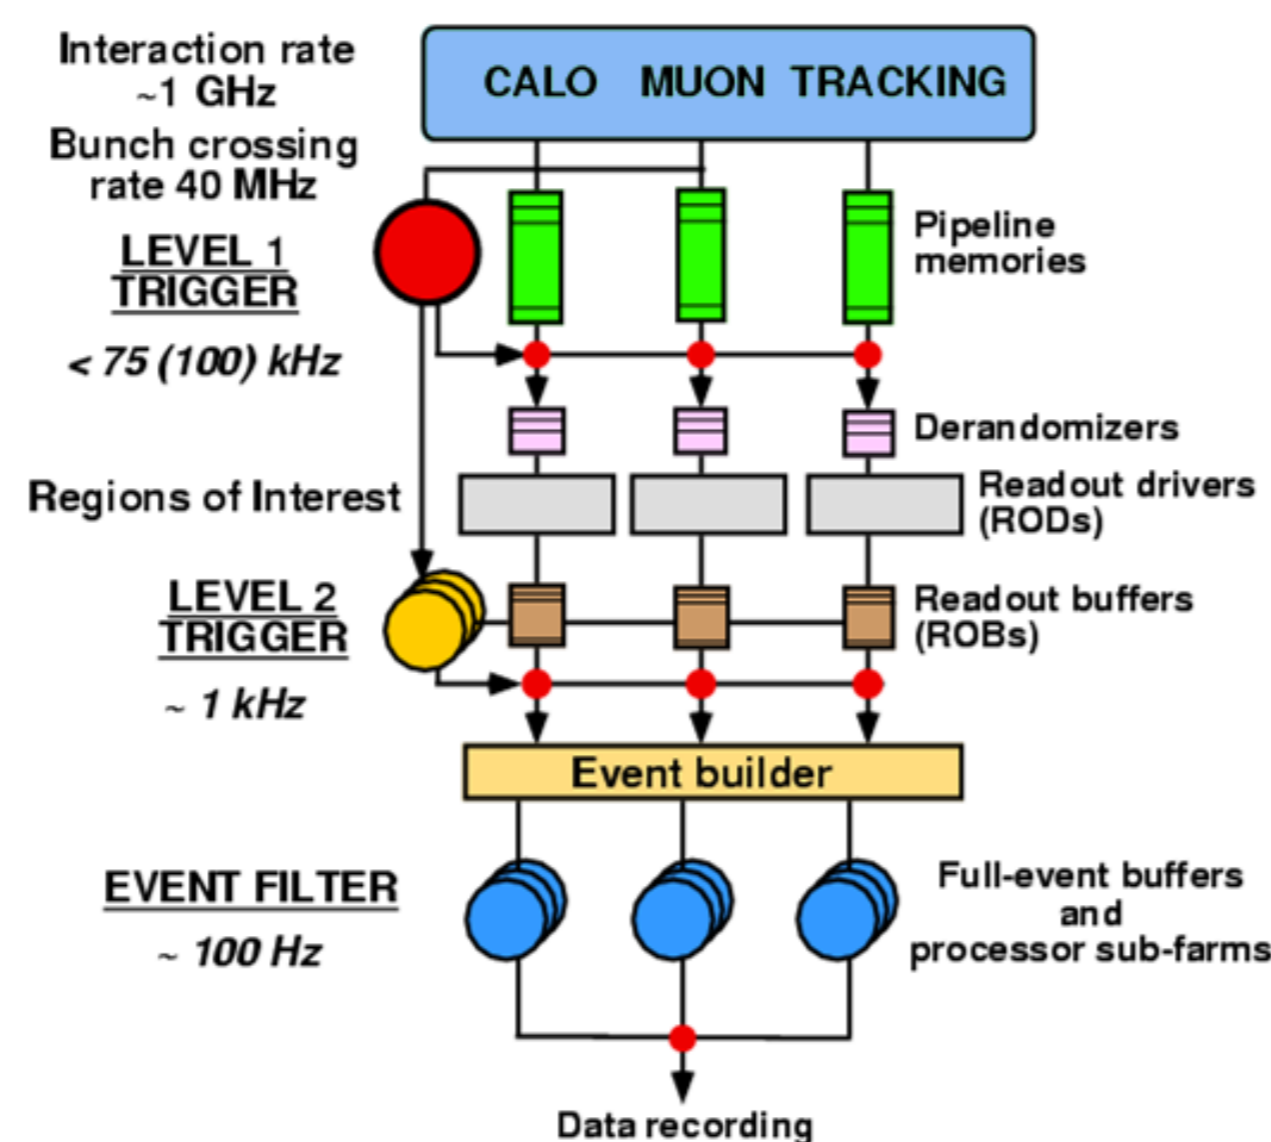 Interaction rate
~1 GHz
Bunch crossing
rate 40 MHz
CALO MUON TRACKING
LEVEL 1
TRIGGER
< 75 (100) kHz
Pipeline
memories
Derandomizers
Regions of Interest
Readout drivers
(RODs)
LEVEL 2
TRIGGER
~ 1 kHz
Readout buffers
(ROBs)
Event builder
EVENT FILTER
~ 100 Hz
Full-event buffers
and
processor sub-farms
Data recording